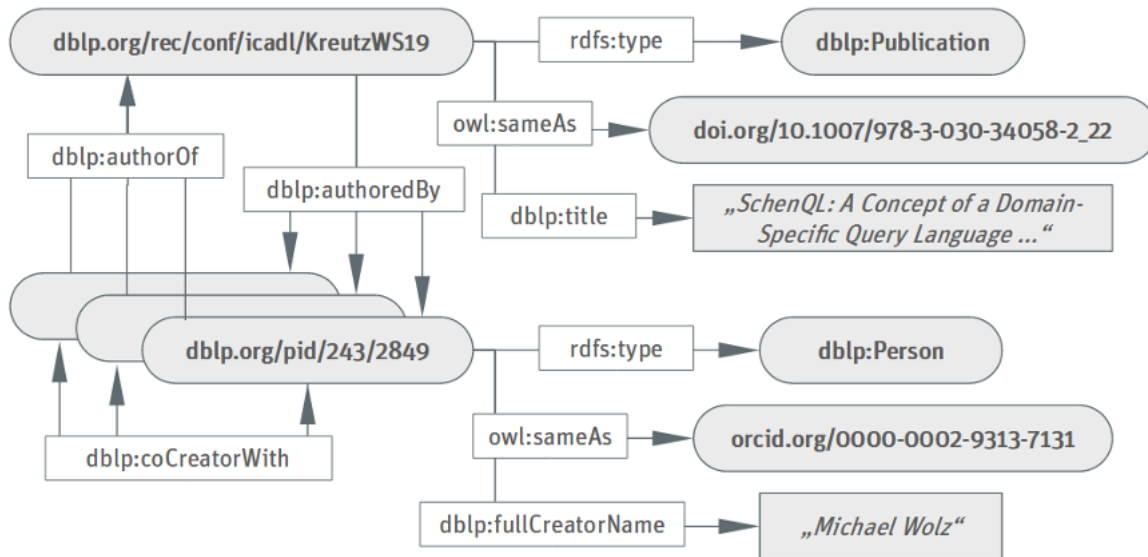 dblp.org/rec/conf/icadl/KreutzWS19
rdfs:type
dblp:Publication
owl:sameAs
doi.org/10.1007/978-3-030-34058-2_22
dblp:authorOf
dblp:authoredBy
dblp:title
„SchenQL: A Concept of a Domain-
Specific Query Language ...“
dblp.org/pid/243/2849
rdfs:type
dblp:Person
owl:sameAs
orcid.org/0000-0002-9313-7131
dblp:coCreatorWith
dblp:fullCreatorName
„Michael Wolz“